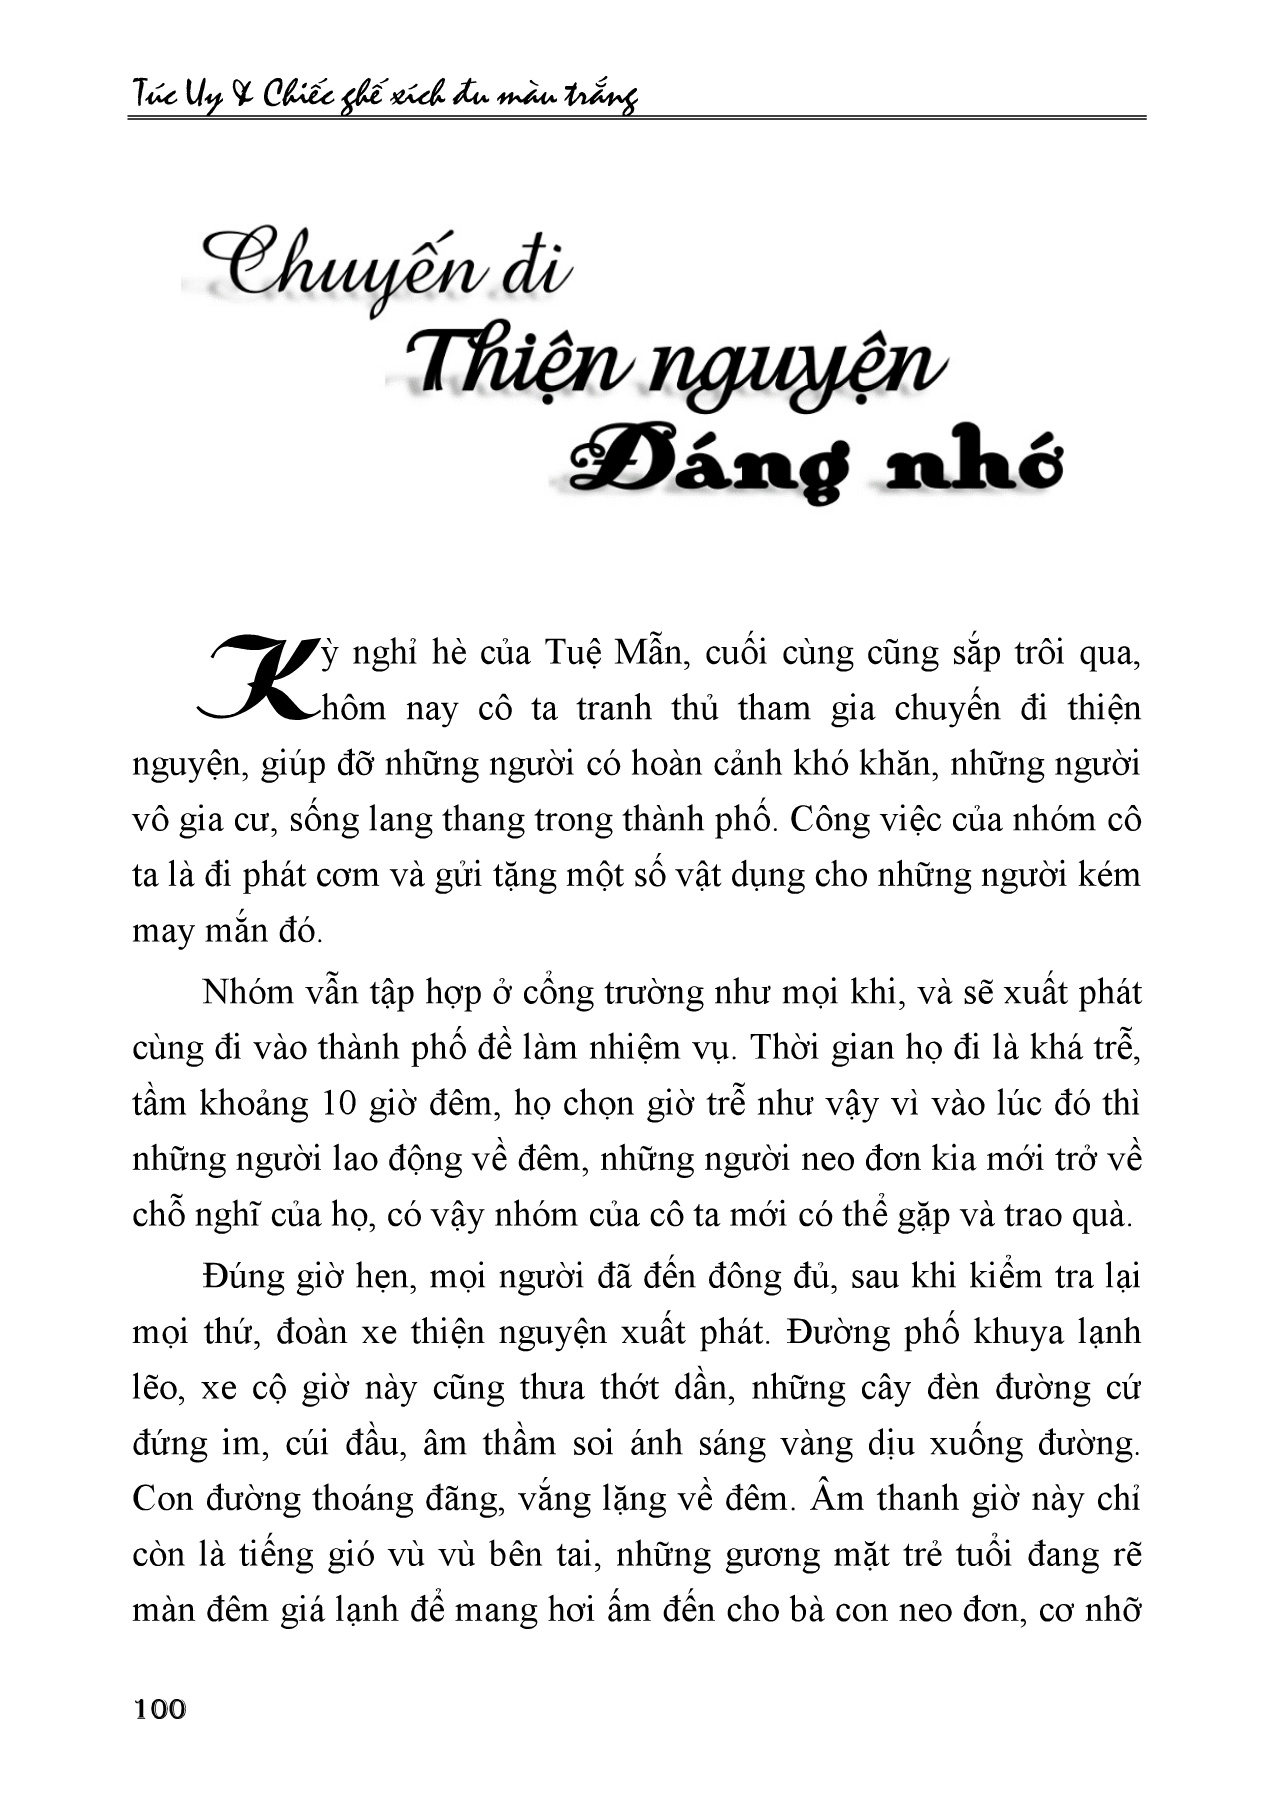 Túc Uy & Chiếc ghế xích đu màu trắng
Chuyến đi
Thiện nguyện
Đáng nhớ
Kỳ nghỉ hè của Tuệ Mẫn, cuối cùng cũng sắp trôi qua,
hôm nay cô ta tranh thủ tham gia chuyến đi thiện
nguyện, giúp đỡ những người có hoàn cảnh khó khăn, những người
vô gia cư, sống lang thang trong thành phố. Công việc của nhóm cô
ta là đi phát cơm và gửi tặng một số vật dụng cho những người kém
may mắn đó.
Nhóm vẫn tập hợp ở cổng trường như mọi khi, và sẽ xuất phát
cùng đi vào thành phố đề làm nhiệm vụ. Thời gian họ đi là khá trễ,
tầm khoảng 10 giờ đêm, họ chọn giờ trễ như vậy vì vào lúc đó thì
những người lao động về đêm, những người neo đơn kia mới trở về
chỗ nghĩ của họ, có vậy nhóm của cô ta mới có thể gặp và trao quà.
Đúng giờ hẹn, mọi người đã đến đông đủ, sau khi kiểm tra lại
mọi thứ, đoàn xe thiện nguyện xuất phát. Đường phố khuya lạnh
lẽo, xe cộ giờ này cũng thưa thớt dần, những cây đèn đường cứ
đứng im, cúi đầu, âm thầm soi ánh sáng vàng dịu xuống đường.
Con đường thoáng đãng, vắng lặng về đêm. Âm thanh giờ này chỉ
còn là tiếng gió vù vù bên tai, những gương mặt trẻ tuổi đang rẽ
màn đêm giá lạnh để mang hơi ấm đến cho bà con neo đơn, cơ nhỡ
100